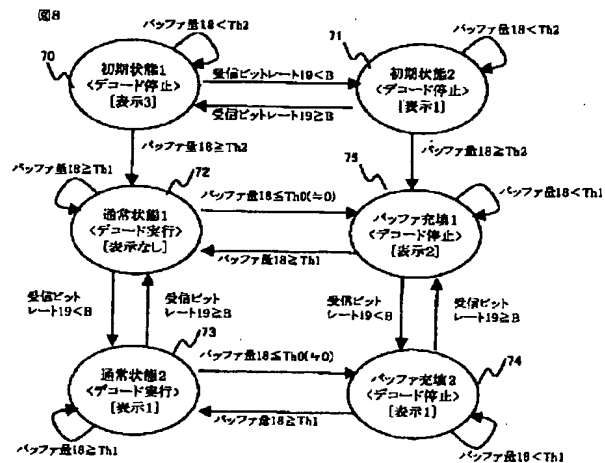 図8
バッファ量18<Th2
70
初期状態1
<デコード停止>
[表示3]
受信ビットレート19<B
受信ビットレート19≧B
71
初期状態2
<デコード停止>
[表示1]
バッファ量18<Th2
バッファ量18≧Th2
バッファ量18≧Th2
バッファ量18≧Th1
72
通常状態1
<デコード実行>
[表示なし]
バッファ量18≦Th0(≒0)
バッファ量18≧Th1
75
バッファ充填1
<デコード停止>
[表示2]
バッファ量18<Th1
受信ビット
レート19<B
受信ビット
レート19≧B
受信ビット
レート19<B
受信ビット
レート19≧B
73
通常状態2
<デコード実行>
[表示1]
バッファ量18≦Th0(≒0)
バッファ量18≧Th1
74
バッファ充填2
<デコード停止>
[表示1]
バッファ量18≧Th1
バッファ量18<Th1